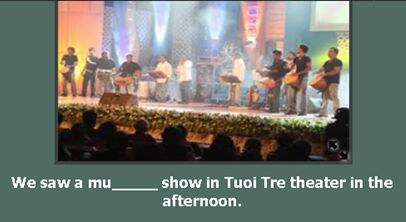 We saw a mu_____ show in Tuoi Tre theater in the
afternoon.